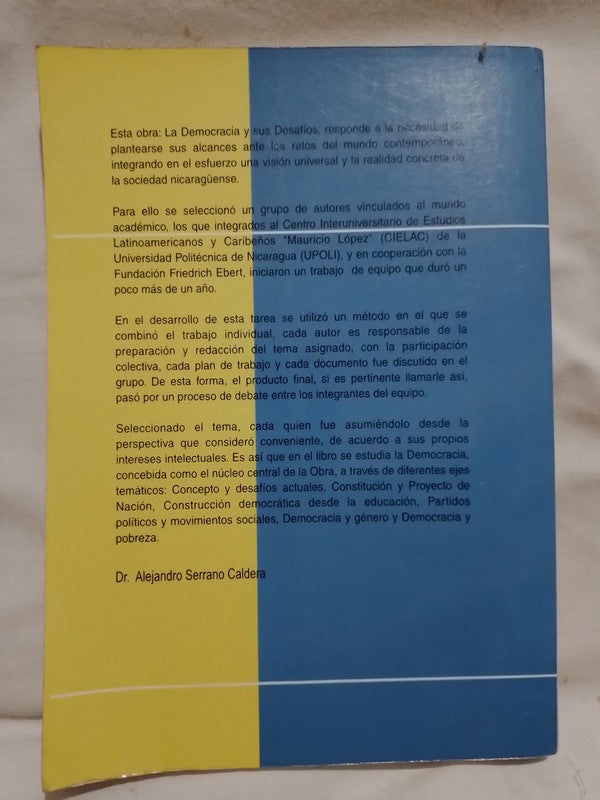 Esta obra: La Democracia y sus Desafíos, responde a la necesidad de
plantearse sus alcances ante los retos del mundo contemporáneo,
integrando en el esfuerzo una visión universal y la realidad concreta de
la sociedad nicaragüense.
Para ello se seleccionó un grupo de autores vinculados al mundo
académico, los que integrados al Centro Interuniversitario de Estudios
Latinoamericanos y Caribeños "Mauricio López" (CIELAC) de la
Universidad Politécnica de Nicaragua (UPOLI), y en cooperación con la
Fundación Friedrich Ebert, iniciaron un trabajo de equipo que duró un
poco más de un año.
En el desarrollo de esta tarea se utilizó un método en el que se
combinó el trabajo individual, cada autor es responsable de la
preparación y redacción del tema asignado, con la participación
colectiva, cada plan de trabajo y cada documento fue discutido en el
grupo. De esta forma, el producto final, si es pertinente llamarle así,
pasó por un proceso de debate entre los integrantes del equipo.
Seleccionado el tema, cada quien fue asumiéndolo desde la
perspectiva que consideró conveniente, de acuerdo a sus propios
intereses intelectuales. Es así que en el libro se estudia la Democracia,
concebida como el núcleo central de la Obra, a través de diferentes ejes
temáticos: Concepto y desafíos actuales, Constitución y Proyecto de
Nación, Construcción democrática desde la educación, Partidos
políticos y movimientos sociales, Democracia y género y Democracia y
pobreza.
Dr. Alejandro Serrano Caldera